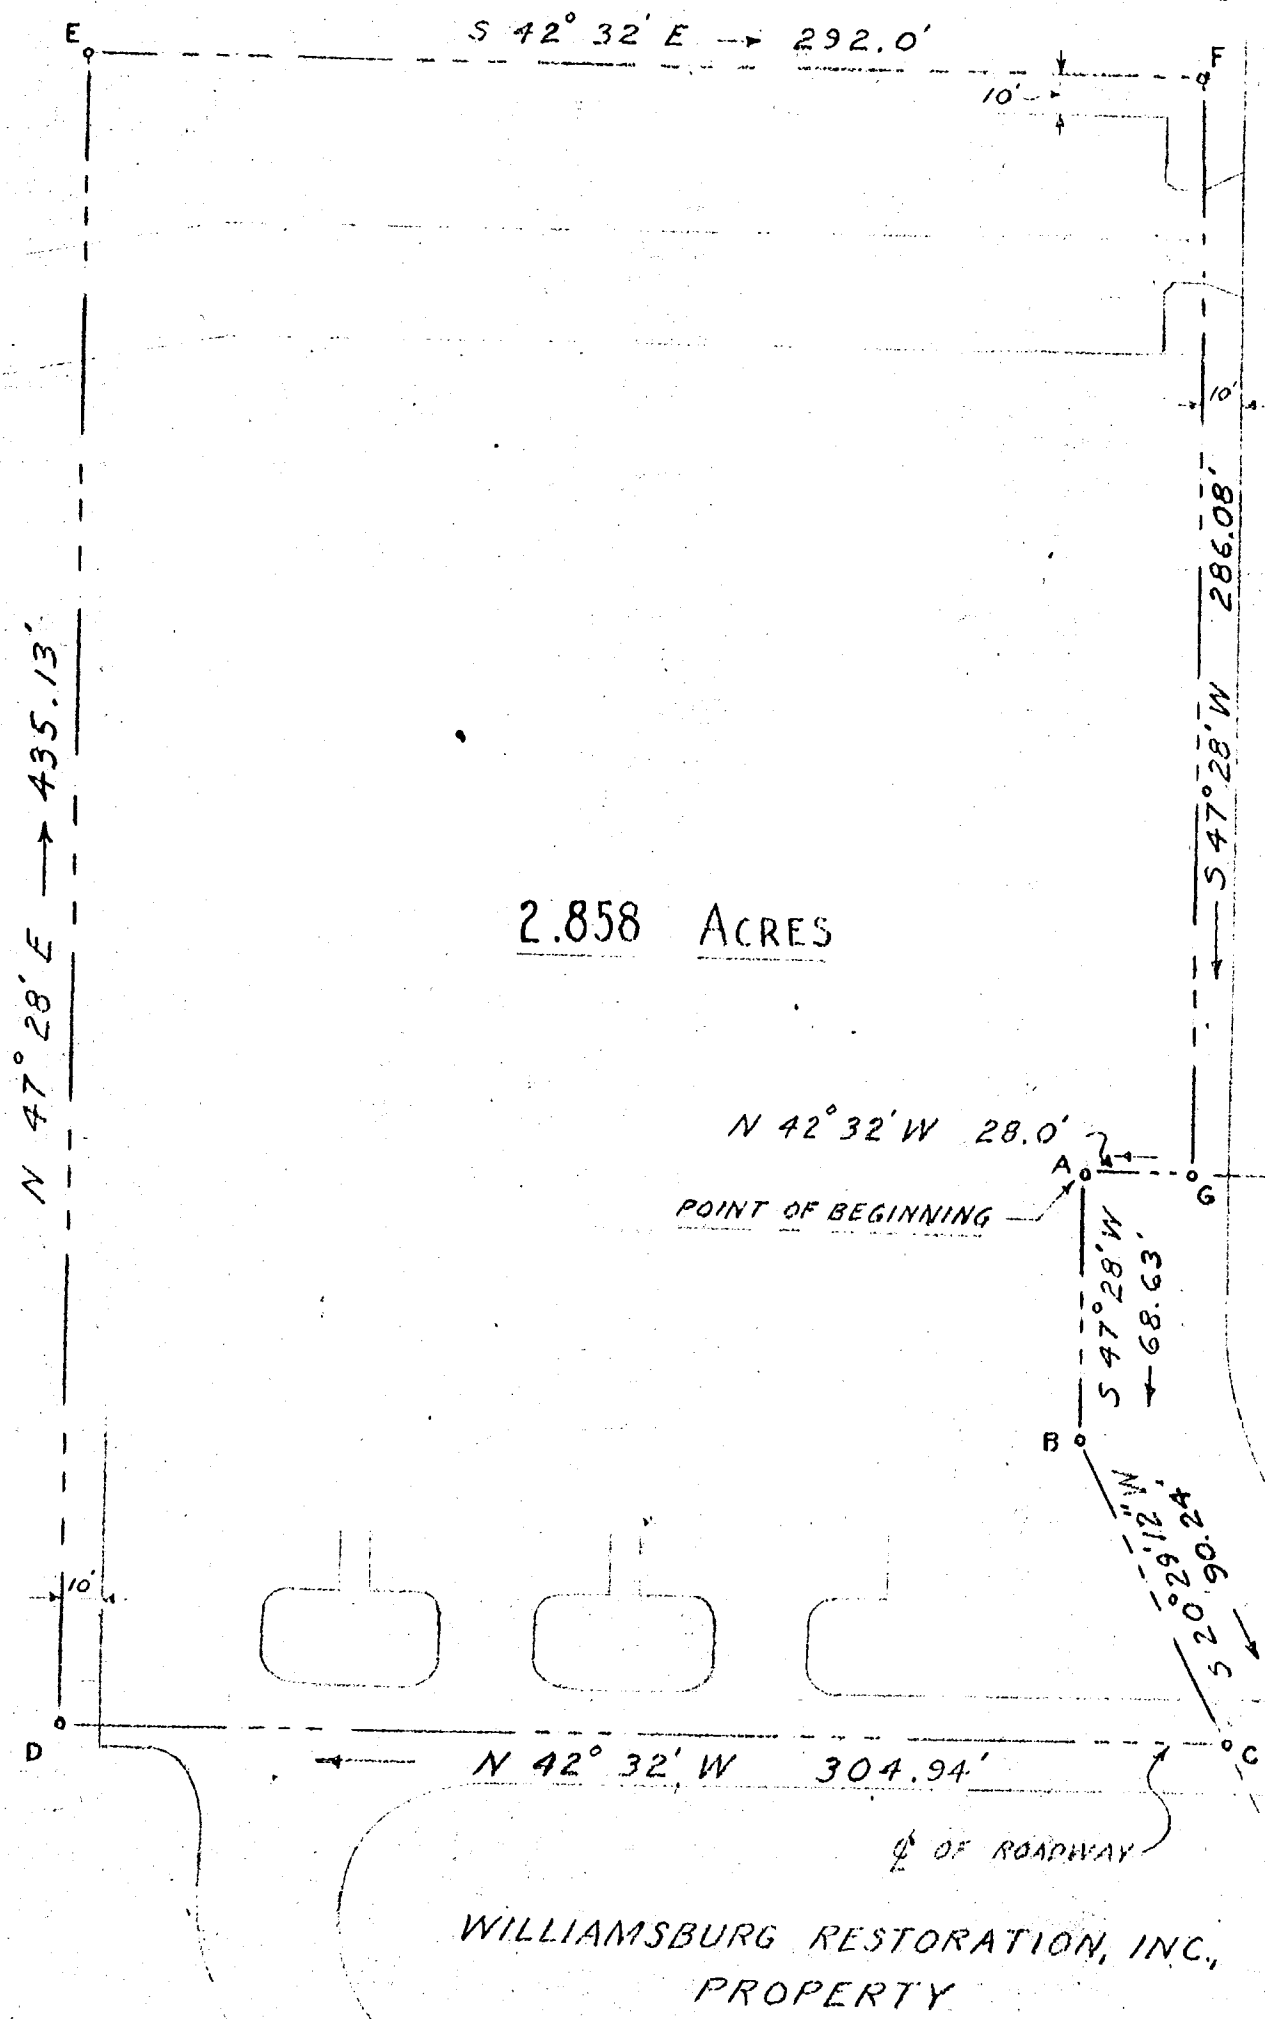 S 42° 32' E → 292.0'
E
F
10'
10'
S 47° 28' W 286.08'
N 47° 28' E → 435.13'
2.858 ACRES
N 42° 32' W 28.0'
A
G
POINT OF BEGINNING
S 47° 28' W
68.63'
B
S 20° 29' 12" W
90.24'
10'
D
C
N 42° 32' W 304.94'
℄ OF ROADWAY
WILLIAMSBURG RESTORATION, INC.,
PROPERTY